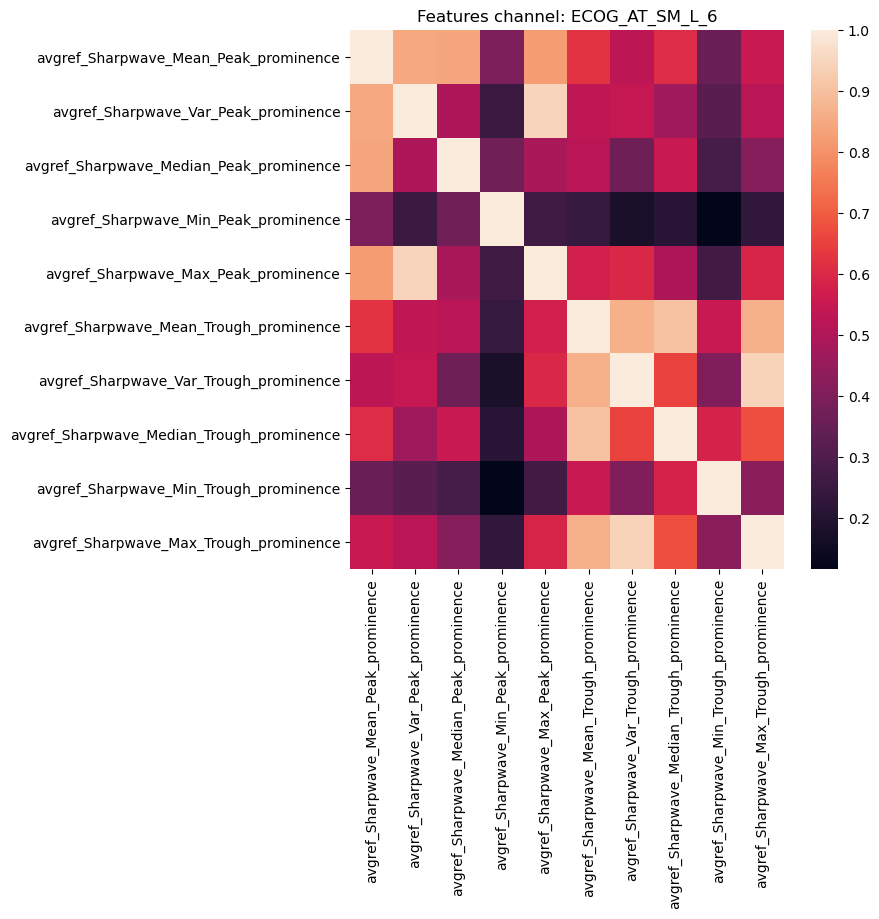 Features channel: ECOG_AT_SM_L_6
avgref_Sharpwave_Mean_Peak_prominence
avgref_Sharpwave_Var_Peak_prominence
avgref_Sharpwave_Median_Peak_prominence
avgref_Sharpwave_Min_Peak_prominence
avgref_Sharpwave_Max_Peak_prominence
avgref_Sharpwave_Mean_Trough_prominence
avgref_Sharpwave_Var_Trough_prominence
avgref_Sharpwave_Median_Trough_prominence
avgref_Sharpwave_Min_Trough_prominence
avgref_Sharpwave_Max_Trough_prominence
1.0
0.9
0.8
0.7
0.6
0.5
0.4
0.3
0.2
avgref_Sharpwave_Mean_Peak_prominence
avgref_Sharpwave_Var_Peak_prominence
avgref_Sharpwave_Median_Peak_prominence
avgref_Sharpwave_Min_Peak_prominence
avgref_Sharpwave_Max_Peak_prominence
avgref_Sharpwave_Mean_Trough_prominence
avgref_Sharpwave_Var_Trough_prominence
avgref_Sharpwave_Median_Trough_prominence
avgref_Sharpwave_Min_Trough_prominence
avgref_Sharpwave_Max_Trough_prominence